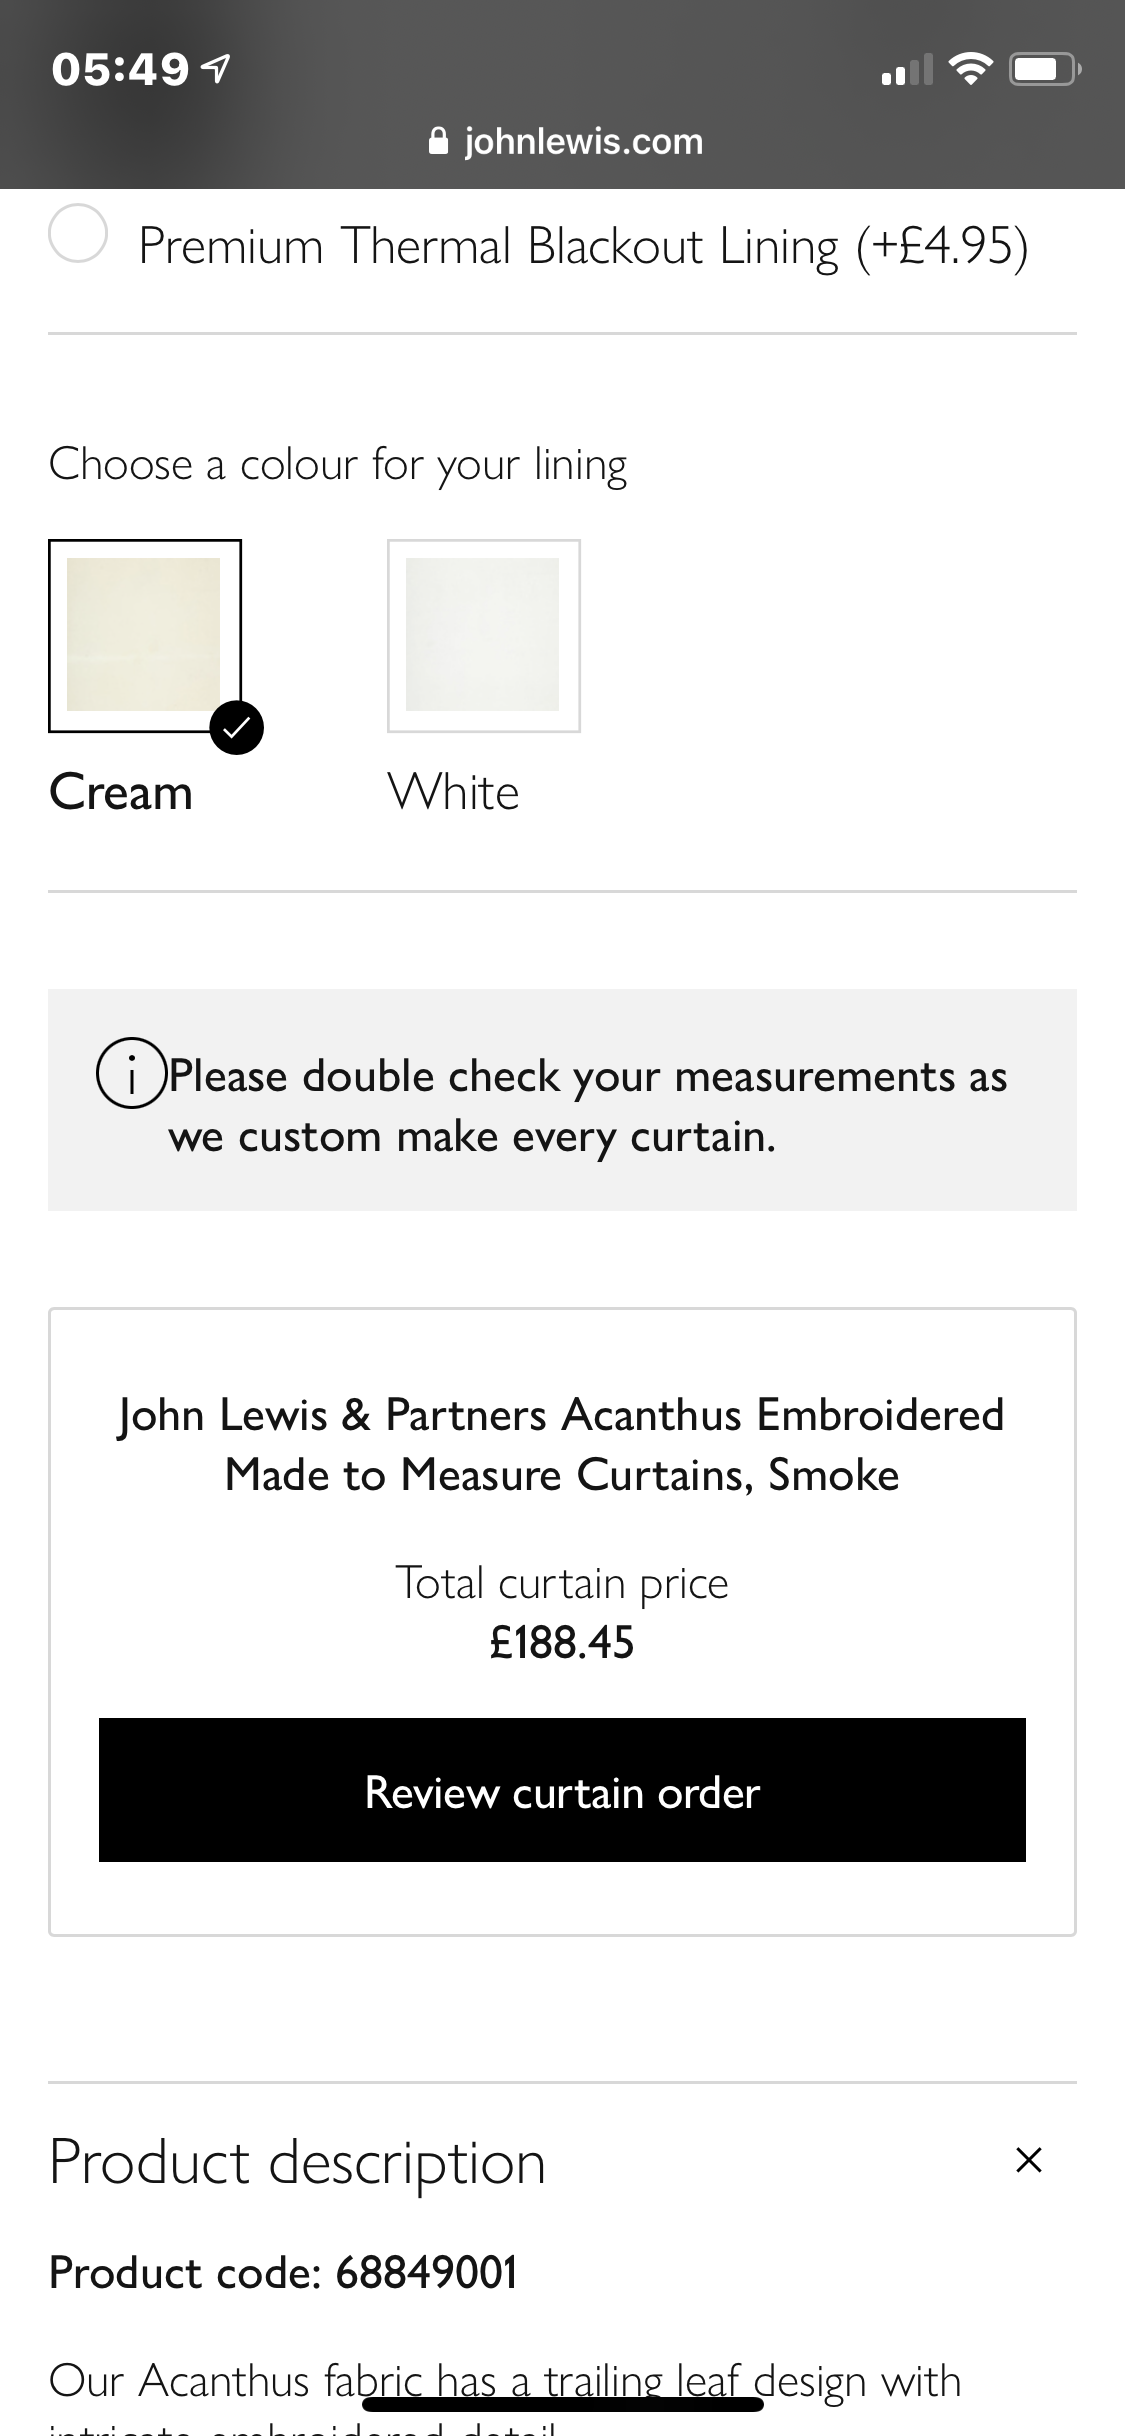 05:49
johnlewis.com
Premium Thermal Blackout Lining (+£4.95)
Choose a colour for your lining
Cream
White
Please double check your measurements as
we custom make every curtain.
John Lewis & Partners Acanthus Embroidered
Made to Measure Curtains, Smoke
Total curtain price
£188.45
Review curtain order
Product description
Product code: 68849001
Our Acanthus fabric has a trailing leaf design with
intricate embroidered detail